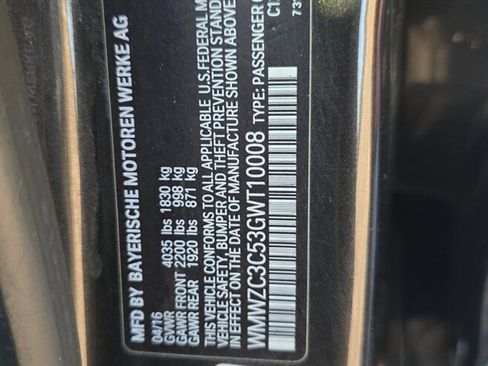 MFD BY BAYERISCHE MOTOREN WERKE AG
04/16
GVWR 4035 lbs 1830 kg
GAWR FRONT 2200 lbs 998 kg
GAWR REAR 1920 lbs 871 kg
THIS VEHICLE CONFORMS TO ALL APPLICABLE U.S. FEDERAL
VEHICLE SAFETY, BUMPER AND THEFT PREVENTION
IN EFFECT ON THE DATE OF MANUFACTURE SHOWN ABOVE
WMWZC3C53GWT10008 TYPE: PASSENGER